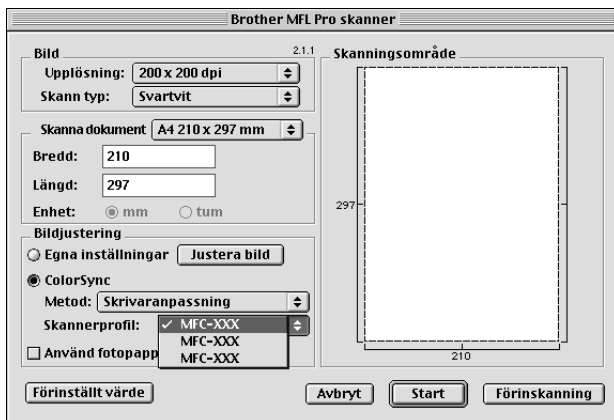 Brother MFL Pro skanner
Bild 2.1.1
Upplösning: 200 x 200 dpi
Skann typ: Svartvit
Skanna dokument A4 210 x 297 mm
Bredd: 210
Längd: 297
Enhet: mm tum
Bildjustering
Egna inställningar Justera bild
ColorSync
Metod: Skrivaranpassning
Skannerprofil: ✓ MFC-XXX
MFC-XXX
MFC-XXX
Använd fotopapp
Skanningsområde
297
210
Förinställt värde Avbryt Start Förinskanning